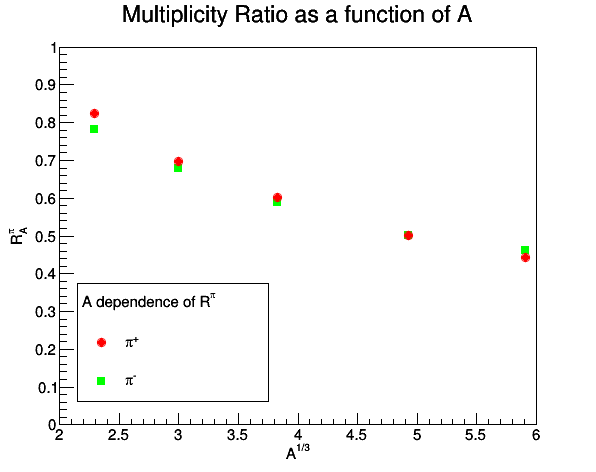 Multiplicity Ratio as a function of A
1
0.9
0.8
0.7
0.6
0.5
0.4
0.3
0.2
0.1
0
R_A^π
A dependence of R^π
π^+
π^-
2 2.5 3 3.5 4 4.5 5 5.5 6
A^1/3